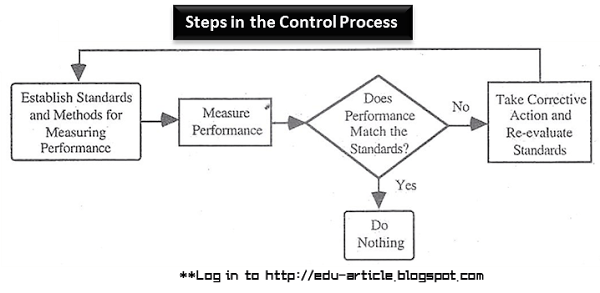 Steps in the Control Process
Establish Standards
and Methods for
Measuring
Performance
Measure
Performance
Does
Performance
Match the
Standards?
No
Take Corrective
Action and
Re-evaluate
Standards
Yes
Do
Nothing
**Log in to http://edu-article.blogspot.com